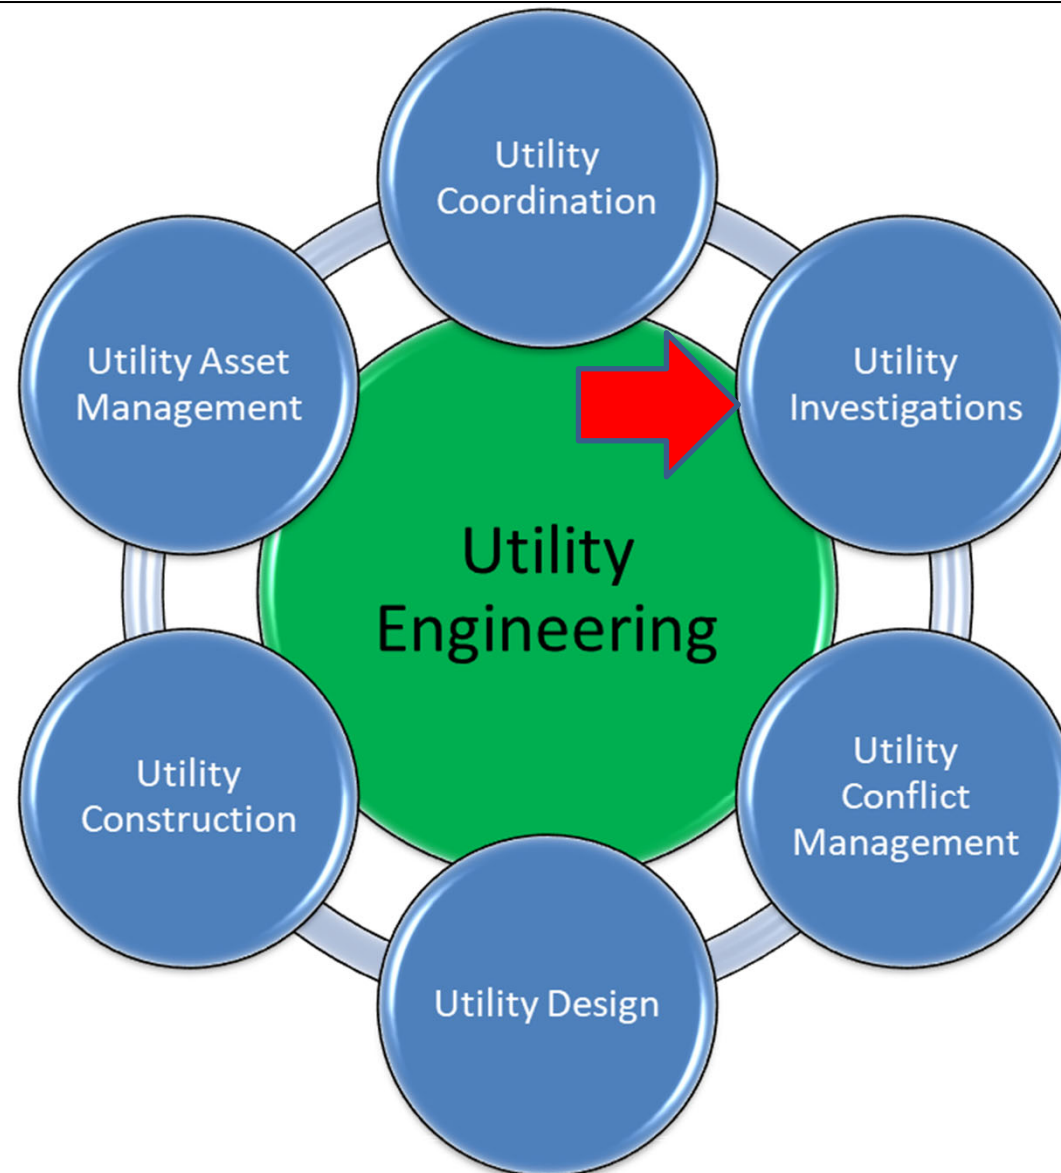 Utility
Coordination
Utility Asset
Management
Utility
Investigations
Utility
Engineering
Utility
Construction
Utility
Conflict
Management
Utility Design